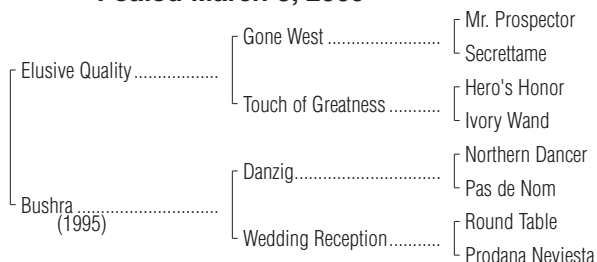 Mr. Prospector
Gone West
Secrettame
Elusive Quality
Hero's Honor
Touch of Greatness
Ivory Wand
Northern Dancer
Danzig
Pas de Nom
Bushra
(1995)
Round Table
Wedding Reception
Prodana Neviesta